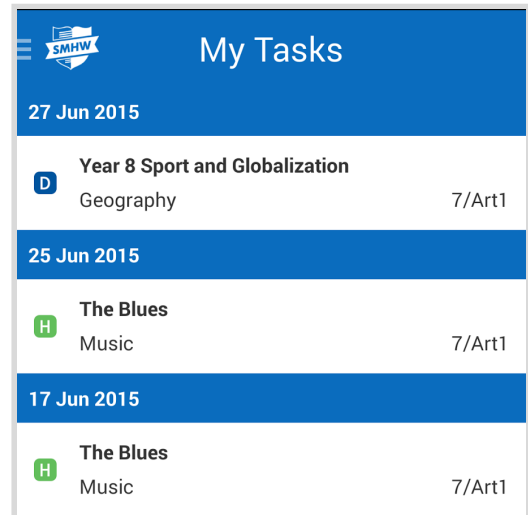 SMHW
My Tasks
27 Jun 2015
Year 8 Sport and Globalization
D
Geography 7/Art1
25 Jun 2015
The Blues
H
Music 7/Art1
17 Jun 2015
The Blues
H
Music 7/Art1